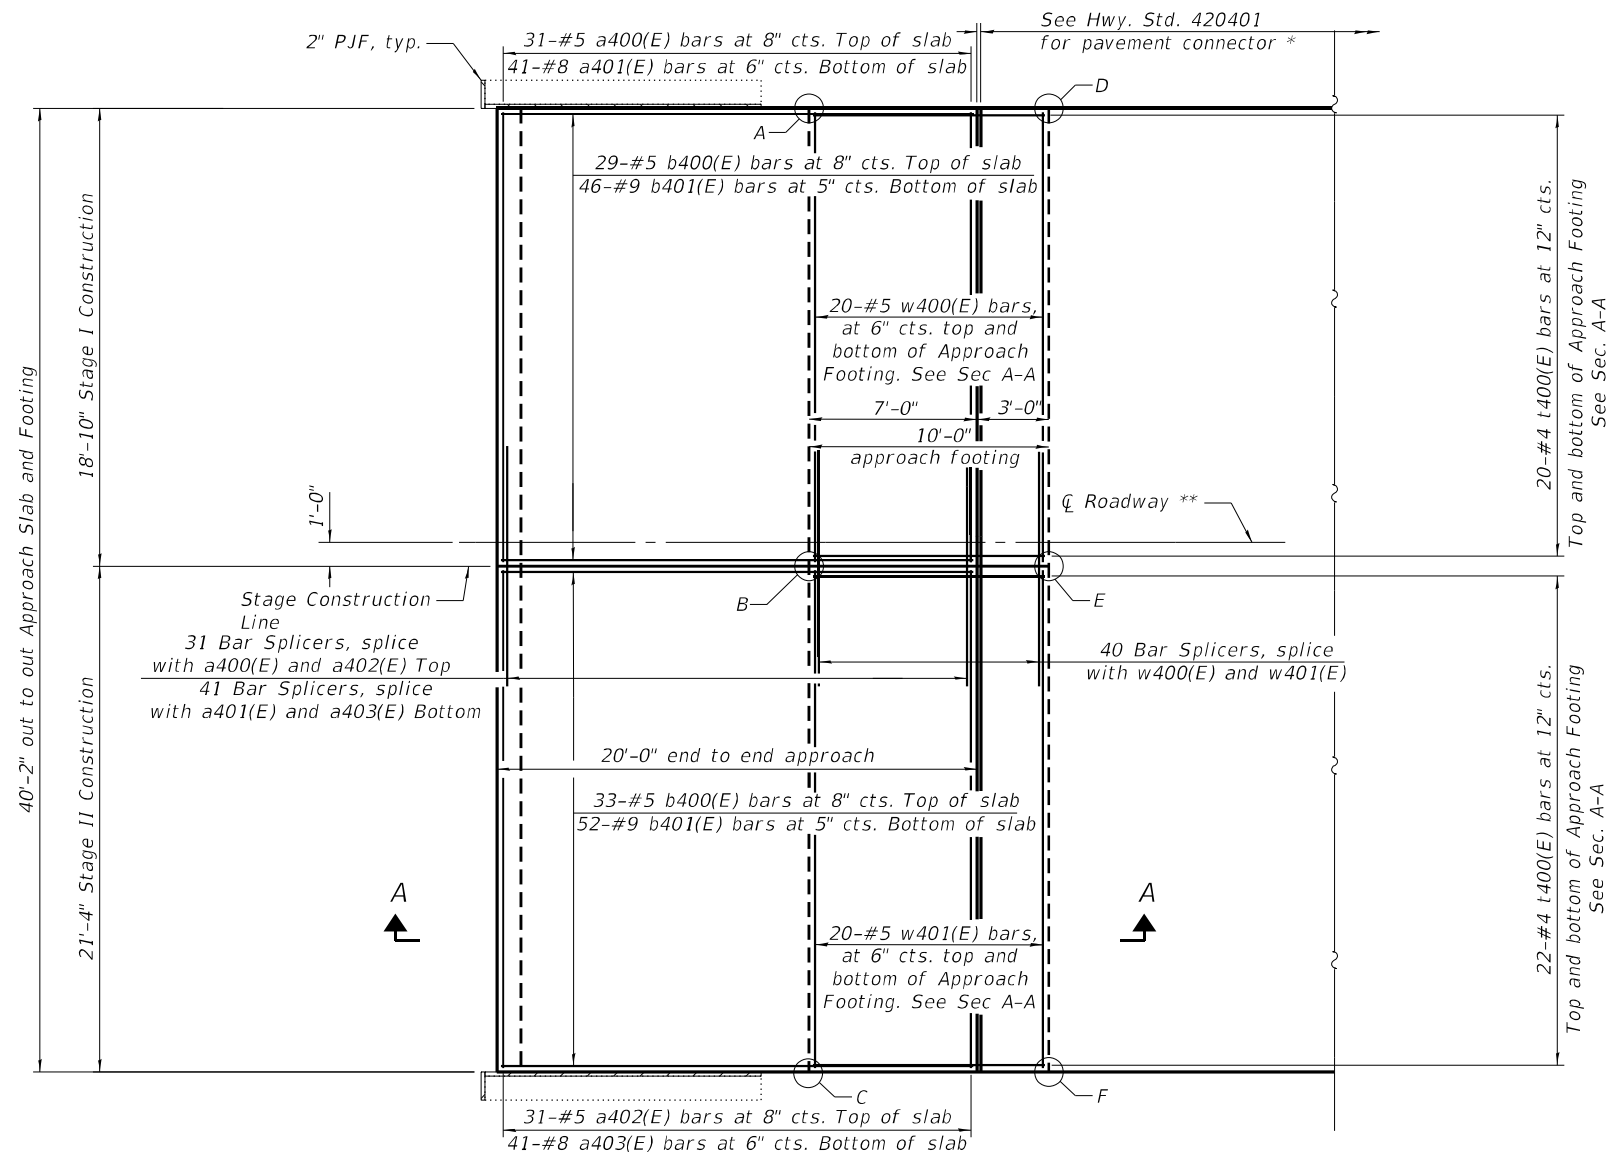 See Hwy. Std. 420401
for pavement connector *
2" PJF, typ.
31-#5 a400(E) bars at 8" cts. Top of slab
41-#8 a401(E) bars at 6" cts. Bottom of slab
D
A
29-#5 b400(E) bars at 8" cts. Top of slab
46-#9 b401(E) bars at 5" cts. Bottom of slab
40'-2" out to out Approach Slab and Footing
18'-10" Stage I Construction
20-#5 w400(E) bars,
at 6" cts. top and
bottom of Approach
Footing. See Sec A-A
7'-0"
3'-0"
10'-0"
approach footing
20-#4 t400(E) bars at 12" cts.
Top and bottom of Approach Footing
See Sec. A-A
1'-0"
℄ Roadway **
Stage Construction
Line
B
E
31 Bar Splicers, splice
with a400(E) and a402(E) Top
41 Bar Splicers, splice
with a401(E) and a403(E) Bottom
40 Bar Splicers, splice
with w400(E) and w401(E)
21'-4" Stage II Construction
20'-0" end to end approach
33-#5 b400(E) bars at 8" cts. Top of slab
52-#9 b401(E) bars at 5" cts. Bottom of slab
A
A
20-#5 w401(E) bars,
at 6" cts. top and
bottom of Approach
Footing. See Sec A-A
22-#4 t400(E) bars at 12" cts.
Top and bottom of Approach Footing
See Sec. A-A
C
F
31-#5 a402(E) bars at 8" cts. Top of slab
41-#8 a403(E) bars at 6" cts. Bottom of slab